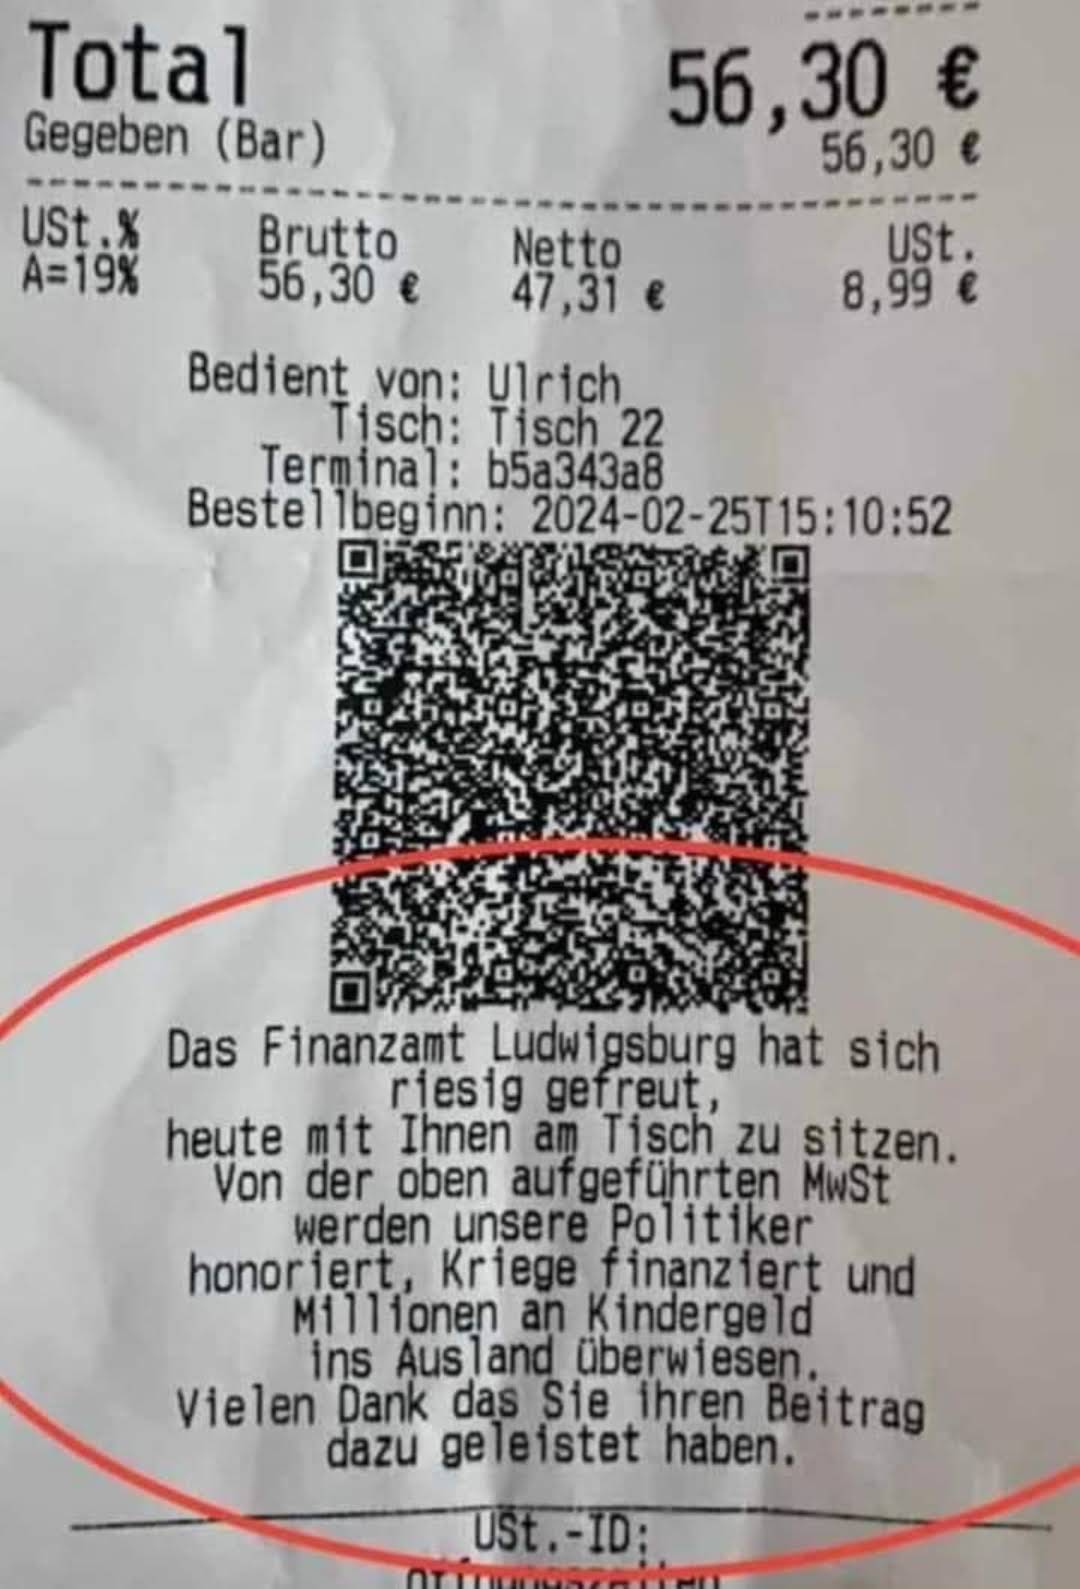 Total 56,30 €
Gegeben (Bar) 56,30 €
USt.% Brutto Netto USt.
A=19% 56,30 € 47,31 € 8,99 €
Bedient von: Ulrich
Tisch: Tisch 22
Terminal: b5a343a8
Bestellbeginn: 2024-02-25T15:10:52
Das Finanzamt Ludwigsburg hat sich
riesig gefreut,
heute mit Ihnen am Tisch zu sitzen.
Von der oben aufgeführten MwSt
werden unsere Politiker
honoriert, Kriege finanziert und
Millionen an Kindergeld
ins Ausland überwiesen.
Vielen Dank das Sie ihren Beitrag
dazu geleistet haben.
USt.-ID: